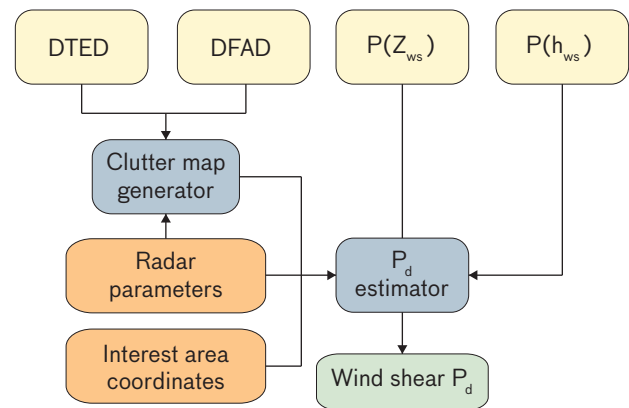 DTED
DFAD
P(Z_ws)
P(h_ws)
Clutter map
generator
Radar
parameters
P_d
estimator
Interest area
coordinates
Wind shear P_d